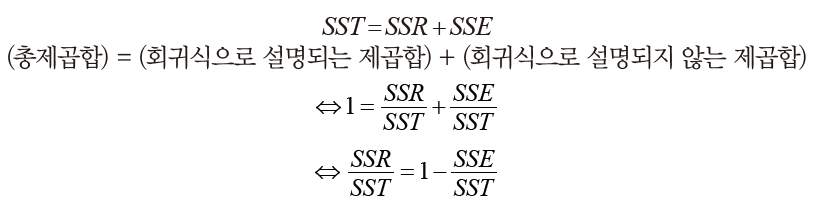 SST=SSR+SSE
(총제곱합) = (회귀식으로 설명되는 제곱합) + (회귀식으로 설명되지 않는 제곱합)
⇔1=SSR/SST+SSE/SST
⇔SSR/SST=1−SSE/SST